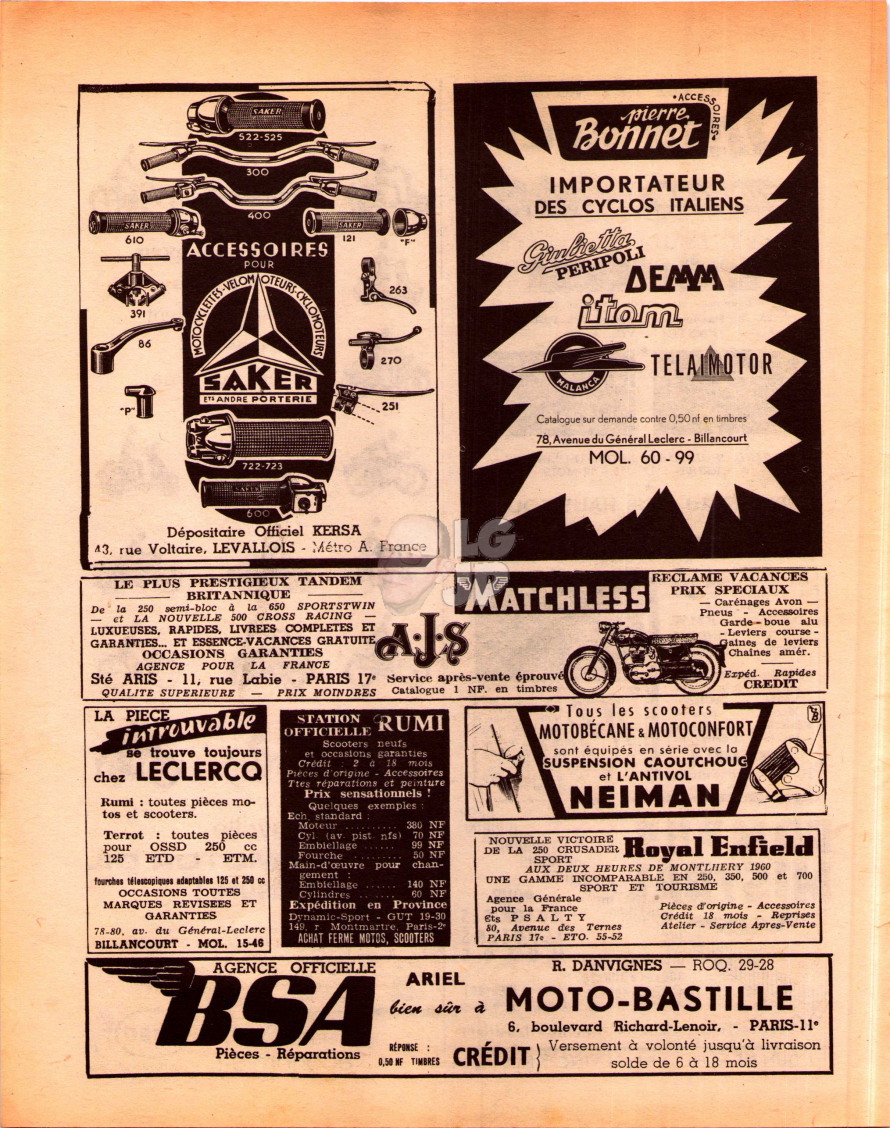 SAKER
522-525
300
400
SAKER
610
SAKER
121
"F"
ACCESSOIRES
POUR
MOTOCYCLETTES-VELOMOTEURS-CYCLOMOTEURS
391
86
263
270
SAKER
ETS ANDRE PORTERIE
"P"
251
722-723
SAKER
600
Dépositaire Officiel KERSA
43, rue Voltaire, LEVALLOIS - Métro A. France
•ACCESSOIRES•
pierre
Bonnet
IMPORTATEUR
DES CYCLOS ITALIENS
Giulietta
PERIPOLI
DEMM
itom
MALANCA
TELAIMOTOR
Catalogue sur demande contre 0,50 nf en timbres
78, Avenue du Général Leclerc - Billancourt
MOL. 60 - 99
LE PLUS PRESTIGIEUX TANDEM
BRITANNIQUE
De la 250 semi-bloc à la 650 SPORTSTWIN
— et LA NOUVELLE 500 CROSS RACING —
LUXUEUSES, RAPIDES, LIVREES COMPLETES ET
GARANTIES... ET ESSENCE-VACANCES GRATUITE
OCCASIONS GARANTIES
AGENCE POUR LA FRANCE
Sté ARIS - 11, rue Labie - PARIS 17e
QUALITE SUPERIEURE — PRIX MOINDRES
MATCHLESS
A.J.S
Service après-vente éprouvé
Catalogue 1 NF. en timbres
RECLAME VACANCES
PRIX SPECIAUX
— Carénages Avon —
Pneus - Accessoires
Garde-boue alu
- Leviers course -
Gaines de leviers
Chaînes amér.
Expéd. Rapides
CREDIT
LA PIECE
introuvable
se trouve toujours
chez LECLERCQ
Rumi : toutes pièces mo-
tos et scooters.
Terrot : toutes pièces
pour OSSD 250 cc
125 ETD - ETM.
fourches télescopiques adaptables 125 et 250 cc
OCCASIONS TOUTES
MARQUES REVISEES ET
GARANTIES
78-80, av. du Général-Leclerc
BILLANCOURT - MOL. 15-46
STATION
OFFICIELLE RUMI
Scooters neufs
et occasions garanties
Crédit : 2 à 18 mois
Pièces d'origine - Accessoires
Ttes réparations et peinture
Prix sensationnels !
Quelques exemples :
Ech. standard :
Moteur .......... 380 NF
Cyl. (av. pist. nfs) 70 NF
Embiellage ...... 99 NF
Fourche ......... 50 NF
Main-d'œuvre pour chan-
gement :
Embiellage ...... 140 NF
Cylindres ....... 60 NF
Expédition en Province
Dynamic-Sport - GUT 19-30
149, r Montmartre, Paris-2e
ACHAT FERME MOTOS, SCOOTERS
Tous les scooters
MOTOBÉCANE & MOTOCONFORT
sont équipés en série avec la
SUSPENSION CAOUTCHOUC
et L'ANTIVOL
NEIMAN
NOUVELLE VICTOIRE
DE LA 250 CRUSADER
SPORT
Royal Enfield
AUX DEUX HEURES DE MONTLHERY 1960
UNE GAMME INCOMPARABLE EN 250, 350, 500 et 700
SPORT ET TOURISME
Agence Générale
pour la France
Ets PSALTY
80, Avenue des Ternes
PARIS 17e - ETO. 55-52
Pièces d'origine - Accessoires
Crédit 18 mois - Reprises
Atelier - Service Apres-Vente
AGENCE OFFICIELLE
BSA
Pièces - Réparations
ARIEL
bien sûr à
RÉPONSE :
0,50 NF TIMBRES
R. DANVIGNES — ROQ. 29-28
MOTO-BASTILLE
6, boulevard Richard-Lenoir, - PARIS-11e
CRÉDIT } Versement à volonté jusqu'à livraison
solde de 6 à 18 mois